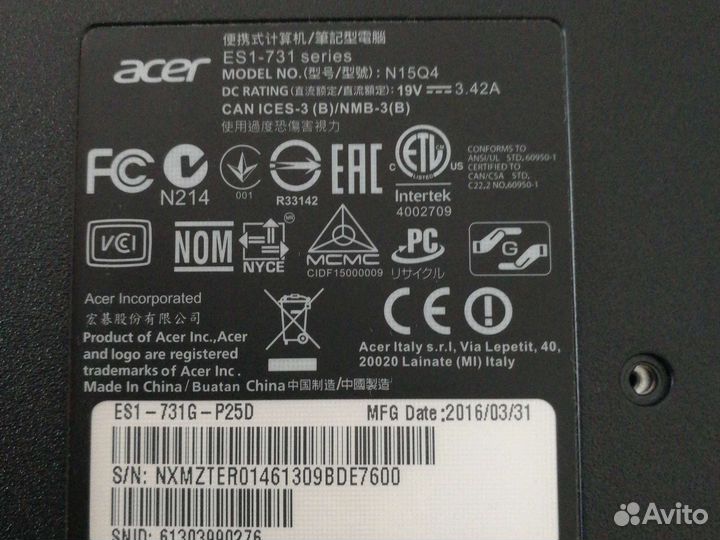 acer
便携式计算机/筆記型電腦
ES1-731 series
MODEL NO. (型号/型號) : N15Q4
DC RATING (直流额定/直流額定) : 19V ⎓ 3.42A
CAN ICES-3 (B)/NMB-3(B)
使用過度恐傷害視力
FC N214 001 R33142 EAC
C ETL US
LISTED
Intertek
4002709
CONFORMS TO
ANSI/UL STD. 60950-1
CERTIFIED TO
CAN/CSA STD.
C22.2 NO.60950-1
VCI NOM NYCE MCMC
CIDF15000009
PC
リサイクル
G
Acer Incorporated
宏碁股份有限公司
Product of Acer Inc., Acer
and logo are registered
trademarks of Acer Inc.
Made In China / Buatan China 中国制造/中國製造
CE
Acer Italy s.r.l, Via Lepetit, 40,
20020 Lainate (MI) Italy
ES1-731G-P25D MFG Date:2016/03/31
S/N: NXMZTER01461309BDE7600
SNID: 61303990276
Avito